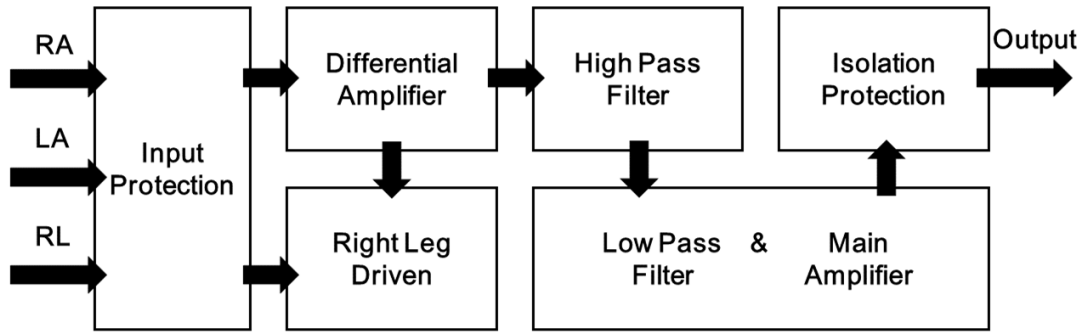 RA
LA
RL
Input
Protection
Differential
Amplifier
High Pass
Filter
Isolation
Protection
Output
Right Leg
Driven
Low Pass & Main
Filter Amplifier